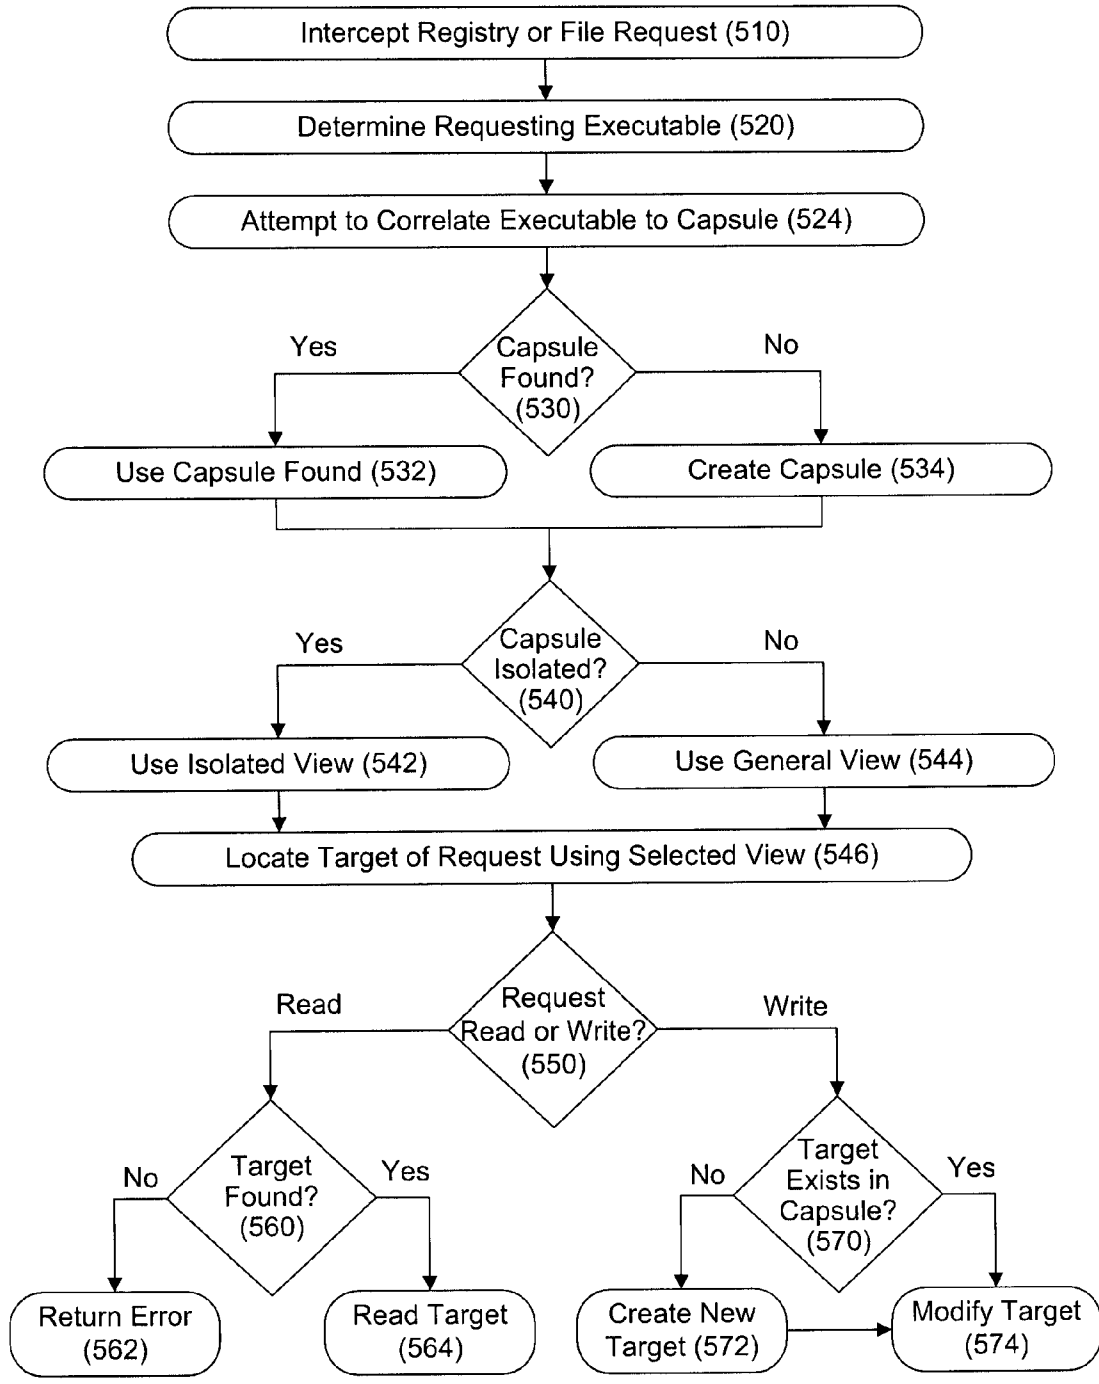 Intercept Registry or File Request (510)
Determine Requesting Executable (520)
Attempt to Correlate Executable to Capsule (524)
Yes
Capsule
Found?
(530)
No
Use Capsule Found (532)
Create Capsule (534)
Yes
Capsule
Isolated?
(540)
No
Use Isolated View (542)
Use General View (544)
Locate Target of Request Using Selected View (546)
Read
Request
Read or Write?
(550)
Write
No
Target
Found?
(560)
Yes
No
Target
Exists in
Capsule?
(570)
Yes
Return Error
(562)
Read Target
(564)
Create New
Target (572)
Modify Target
(574)